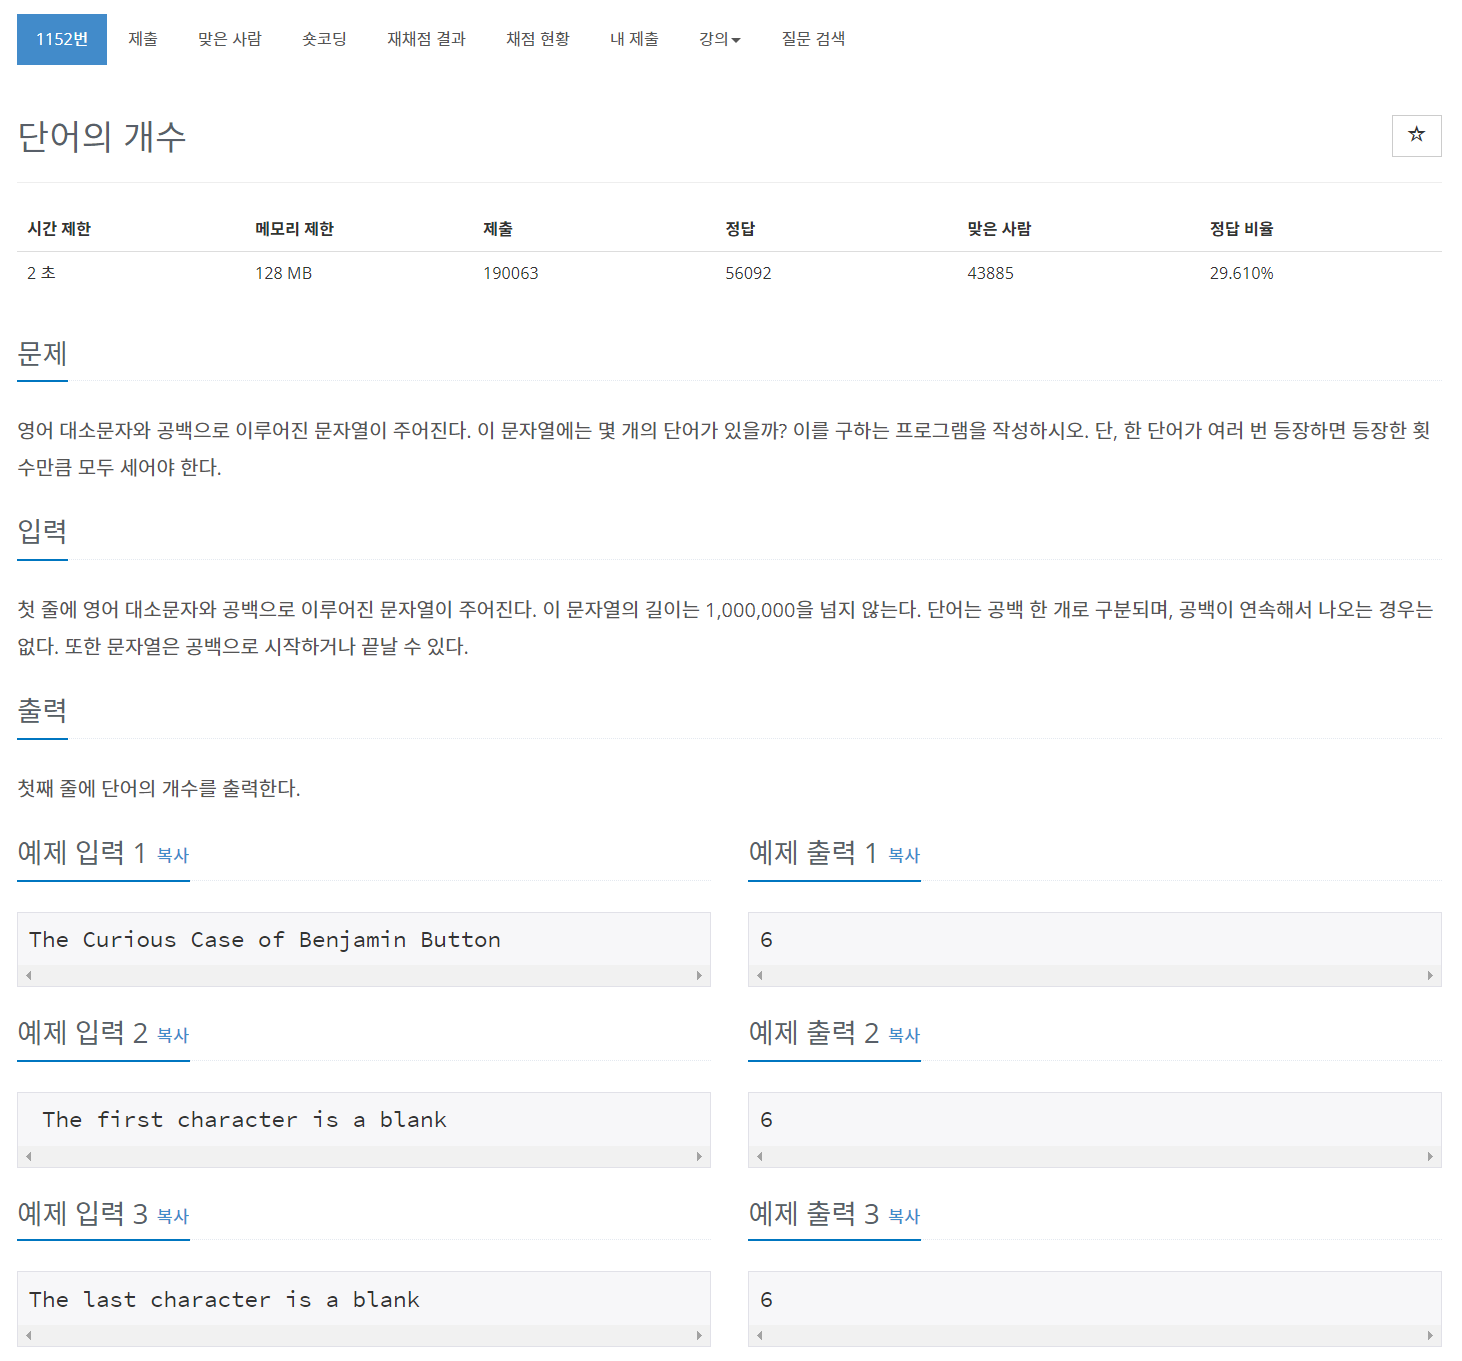 1152번 제출 맞은 사람 숏코딩 재채점 결과 채점 현황 내 제출 강의 질문 검색
단어의 개수
시간 제한 메모리 제한 제출 정답 맞은 사람 정답 비율
2 초 128 MB 190063 56092 43885 29.610%
문제
영어 대소문자와 공백으로 이루어진 문자열이 주어진다. 이 문자열에는 몇 개의 단어가 있을까? 이를 구하는 프로그램을 작성하시오. 단, 한 단어가 여러 번 등장하면 등장한 횟
수만큼 모두 세어야 한다.
입력
첫 줄에 영어 대소문자와 공백으로 이루어진 문자열이 주어진다. 이 문자열의 길이는 1,000,000을 넘지 않는다. 단어는 공백 한 개로 구분되며, 공백이 연속해서 나오는 경우는
없다. 또한 문자열은 공백으로 시작하거나 끝날 수 있다.
출력
첫째 줄에 단어의 개수를 출력한다.
예제 입력 1 복사 예제 출력 1 복사
The Curious Case of Benjamin Button 6
예제 입력 2 복사 예제 출력 2 복사
The first character is a blank 6
예제 입력 3 복사 예제 출력 3 복사
The last character is a blank 6